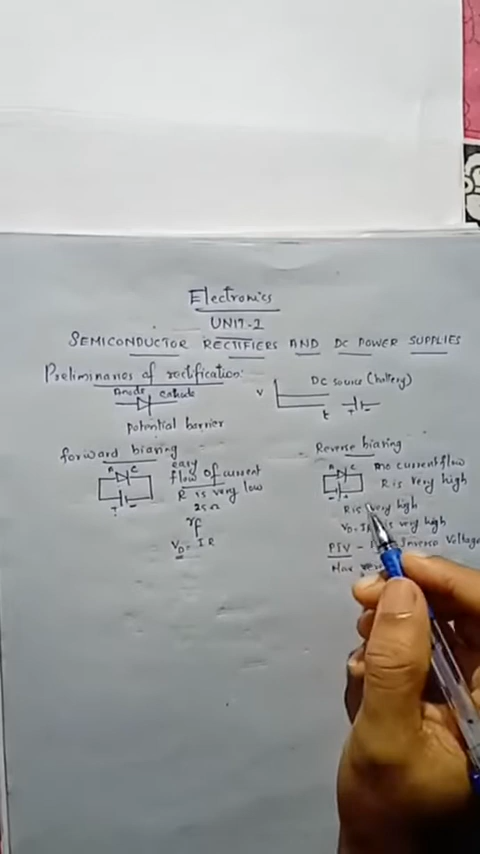 Electronics
UNIT-2
SEMICONDUCTOR RECTIFIERS AND DC POWER SUPPLIES
Preliminaries of rectification:
Anode Cathode
V
DC source (battery)
t
+ -
Potential barrier
forward biasing
A C
+ -
easy
flow of current
R is very low
25Ω
rf
VD = IR
Reverse biasing
A C
- +
no current flow
R is very high
R is very high
VD = IR is very high
PIV - Inverse Voltage
Max